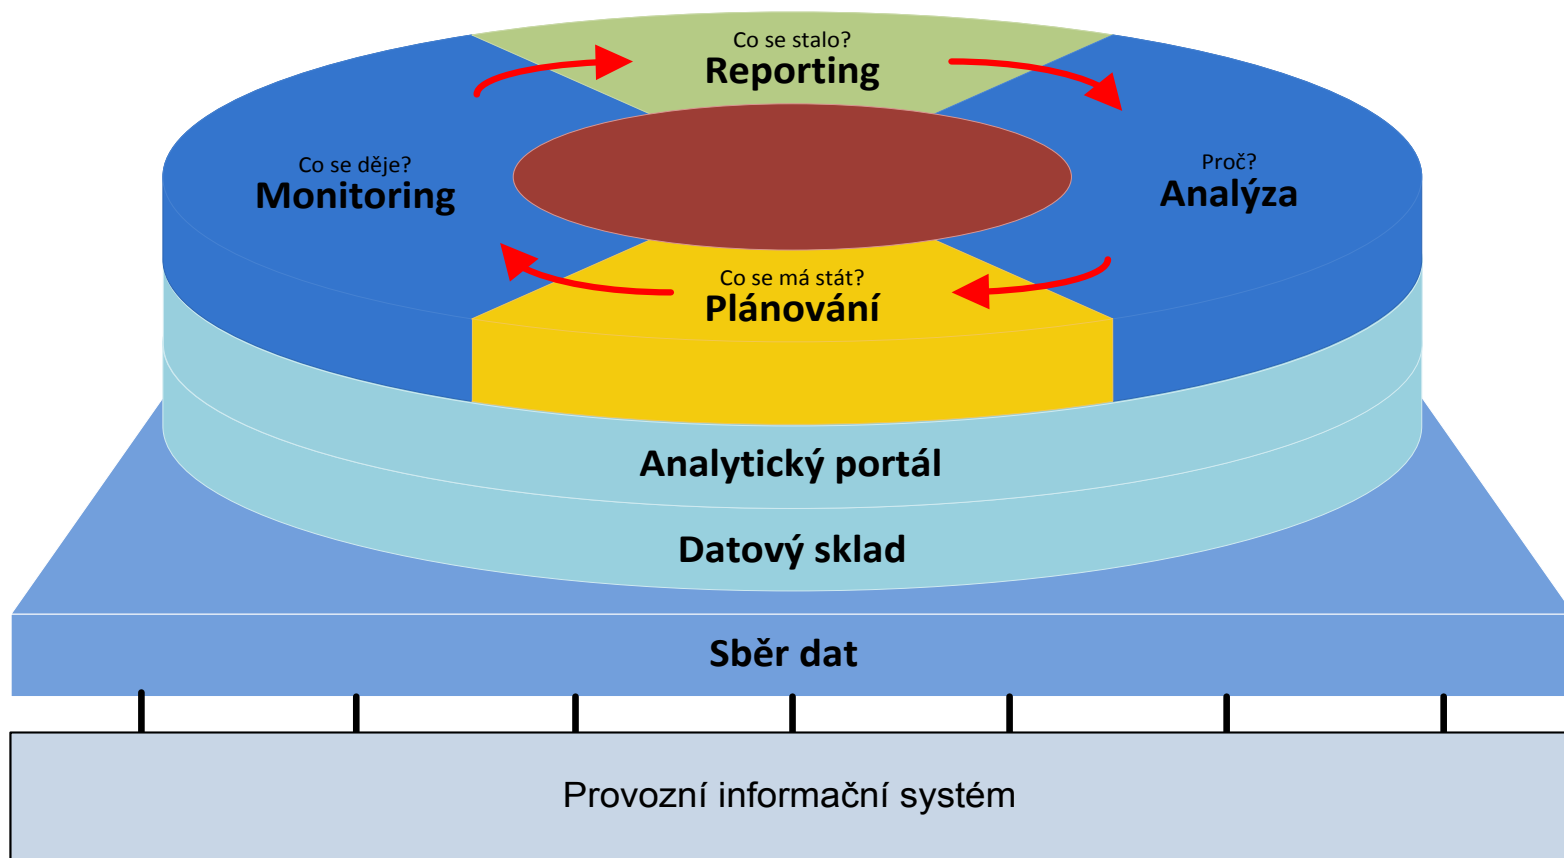 Co se stalo?
Reporting
Co se děje?
Monitoring
Proč?
Analýza
Co se má stát?
Plánování
Analytický portál
Datový sklad
Sběr dat
Provozní informační systém